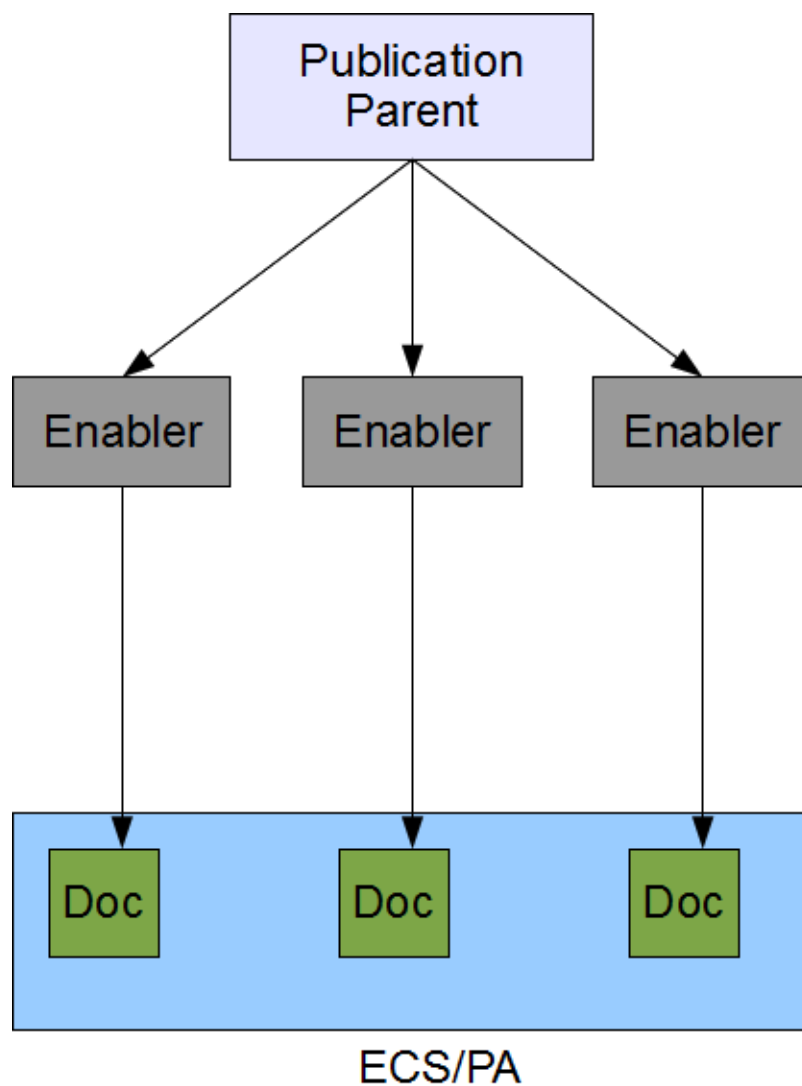 Publication
Parent
Enabler
Enabler
Enabler
Doc
Doc
Doc
ECS/PA